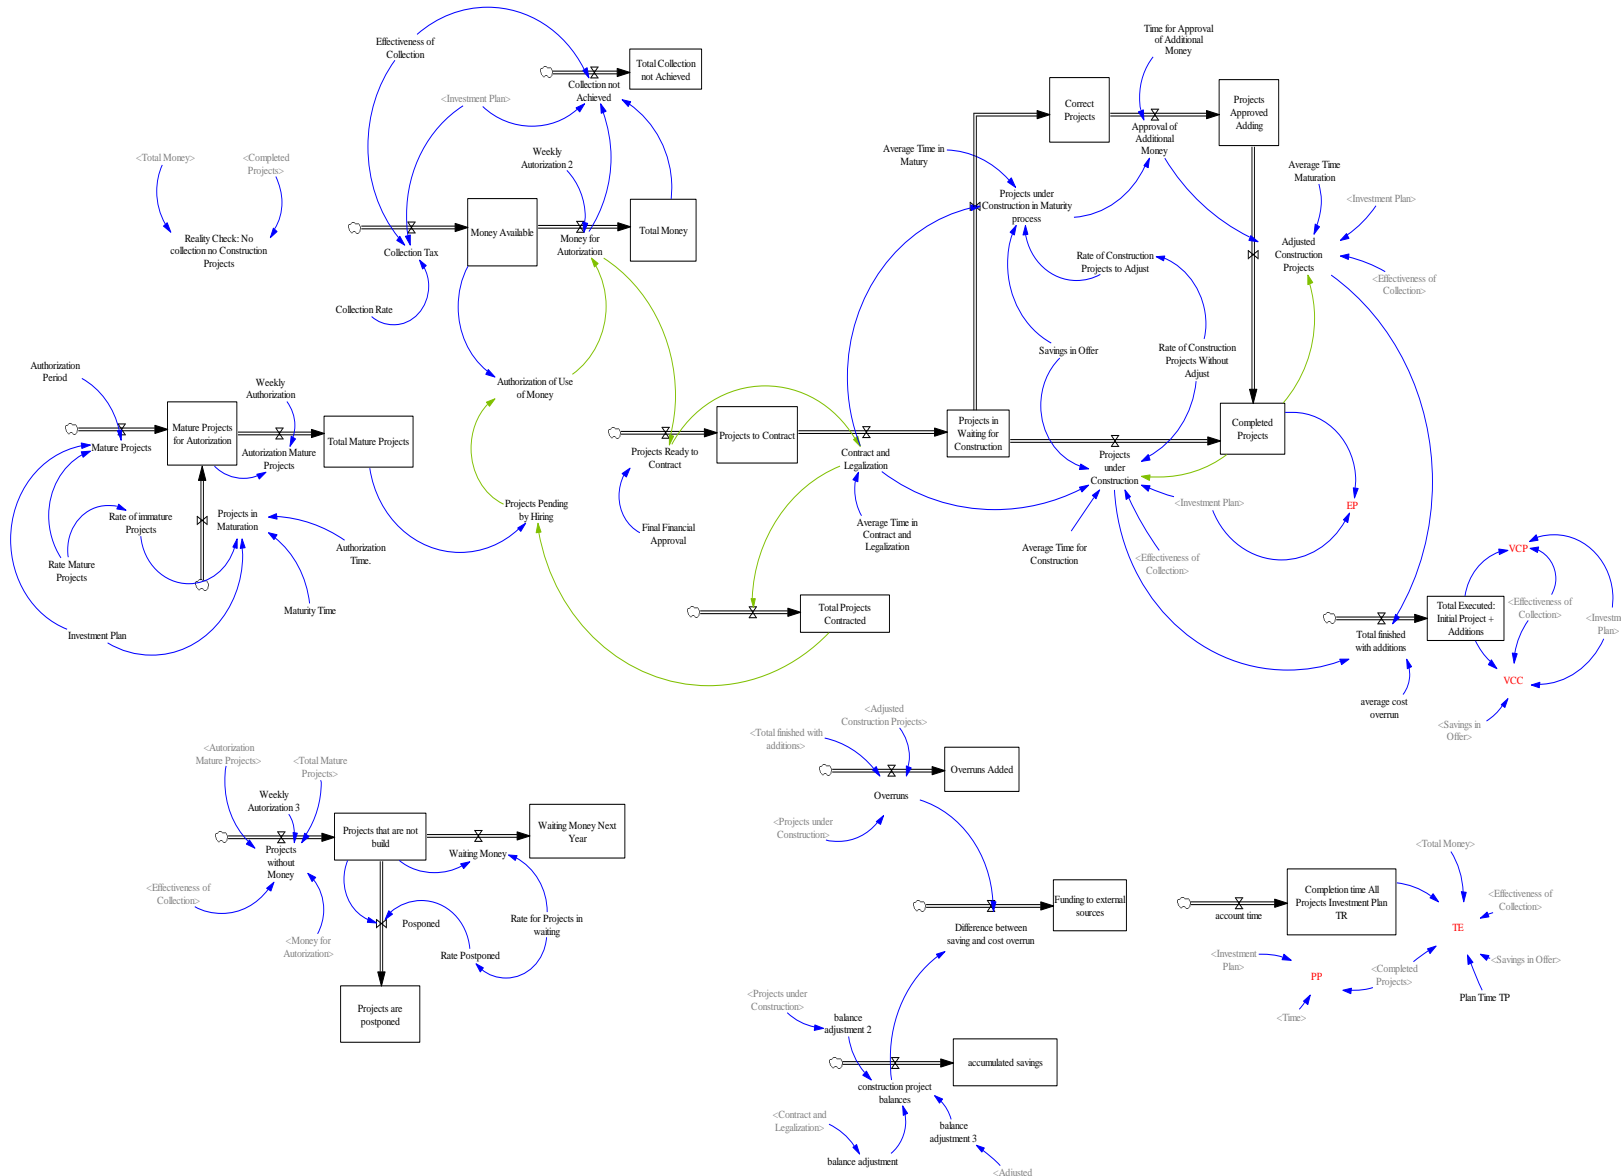 Effectiveness of
Collection
Total Collection
not Achieved
Collection not
Achieved
<Investment Plan>
Weekly
Autorization 2
<Total Money>
<Completed
Projects>
Reality Check: No
collection no Construction
Projects
Money Available
Total Money
Money for
Autorization
Collection Tax
Collection Rate
Time for Approval
of Additional
Money
Correct
Projects
Projects
Approved
Adding
Approval of
Additional
Money
Average Time in
Matury
Projects under
Construction in Maturity
process
Average Time
Maturation
<Investment Plan>
Adjusted
Construction
Projects
<Effectiveness of
Collection>
Rate of Construction
Projects to Adjust
Savings in Offer
Rate of Construction
Projects Without
Adjust
Authorization
Period
Weekly
Authorization
Mature Projects
for Autorization
Total Mature Projects
Mature Projects
Autorization Mature
Projects
Authorization of Use
of Money
Projects to Contract
Projects Ready to
Contract
Contract and
Legalization
Projects in
Waiting for
Construction
Completed
Projects
Projects
under
Construction
<Investment Plan>
EP
Rate of immature
Projects
Projects in
Maturation
Projects Pending
by Hiring
Final Financial
Approval
Average Time in
Contract and
Legalization
Average Time for
Construction
<Effectiveness of
Collection>
Rate Mature
Projects
Authorization
Time.
Maturity Time
Investment Plan
Total Projects
Contracted
VCP
Total Executed:
Initial Project +
Additions
<Effectiveness of
Collection>
<Investm
Plan>
Total finished
with additions
VCC
average cost
overrun
<Savings in
Offer>
<Adjusted
Construction Projects>
<Total finished with
additions>
Overruns Added
Overruns
<Projects under
Construction>
<Autorization
Mature Projects>
<Total Mature
Projects>
Weekly
Autorization 3
Projects that are not
build
Waiting Money Next
Year
Projects
without
Money
Waiting Money
<Effectiveness of
Collection>
<Money for
Autorization>
Posponed
Rate Postponed
Rate for Projects in
waiting
Projects are
postponed
Funding to external
sources
Difference between
saving and cost overrun
<Projects under
Construction>
balance
adjustment 2
accumulated savings
construction project
balances
<Contract and
Legalization>
balance adjustment
balance
adjustment 3
<Adjusted
<Total Money>
Completion time All
Projects Investment Plan
TR
account time
<Effectiveness of
Collection>
TE
<Investment
Plan>
<Completed
Projects>
<Savings in Offer>
PP
Plan Time TP
<Time>